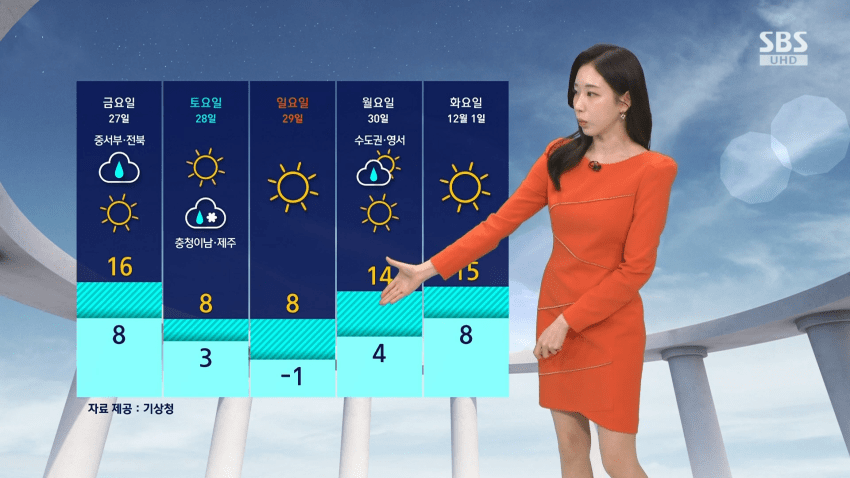 SBS
UHD
금요일
27일
중서부·전북
16
8
토요일
28일
충청이남·제주
8
3
일요일
29일
8
-1
월요일
30일
수도권·영서
14
4
화요일
12월 1일
15
8
자료 제공 : 기상청